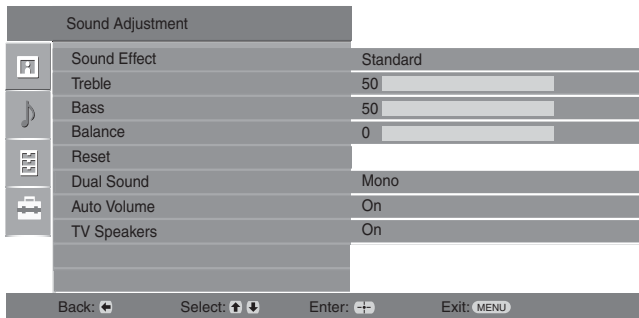 Sound Adjustment
Sound Effect Standard
Treble 50
Bass 50
Balance 0
Reset
Dual Sound Mono
Auto Volume On
TV Speakers On
Back: Select: Enter: Exit: MENU